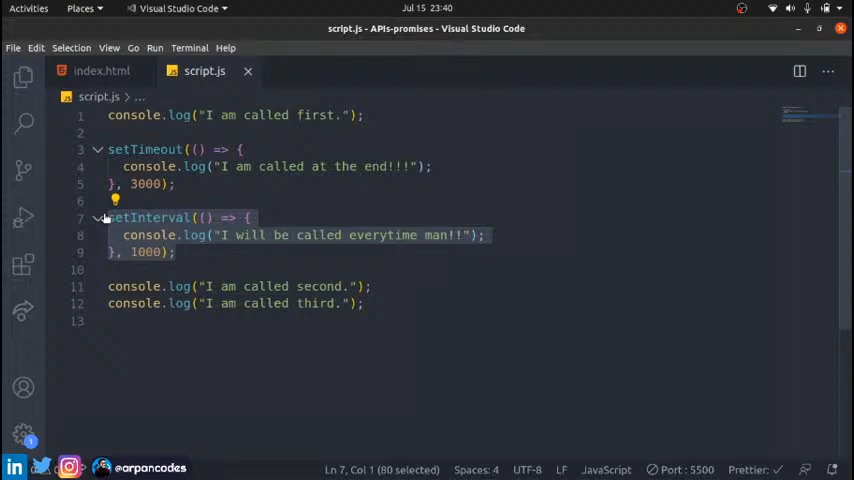 Activities Places Visual Studio Code Jul 15 23:40
script.js - APIs-promises - Visual Studio Code
File Edit Selection View Go Run Terminal Help
index.html script.js
script.js > ...
1 console.log("I am called first.");
2
3 setTimeout(() => {
4 console.log("I am called at the end!!!");
5 }, 3000);
6
7 setInterval(() => {
8 console.log("I will be called everytime man!!");
9 }, 1000);
10
11 console.log("I am called second.");
12 console.log("I am called third.");
13
1
@arpancodes
Ln 7, Col 1 (80 selected) Spaces: 4 UTF-8 LF JavaScript Port : 5500 Prettier: ✓